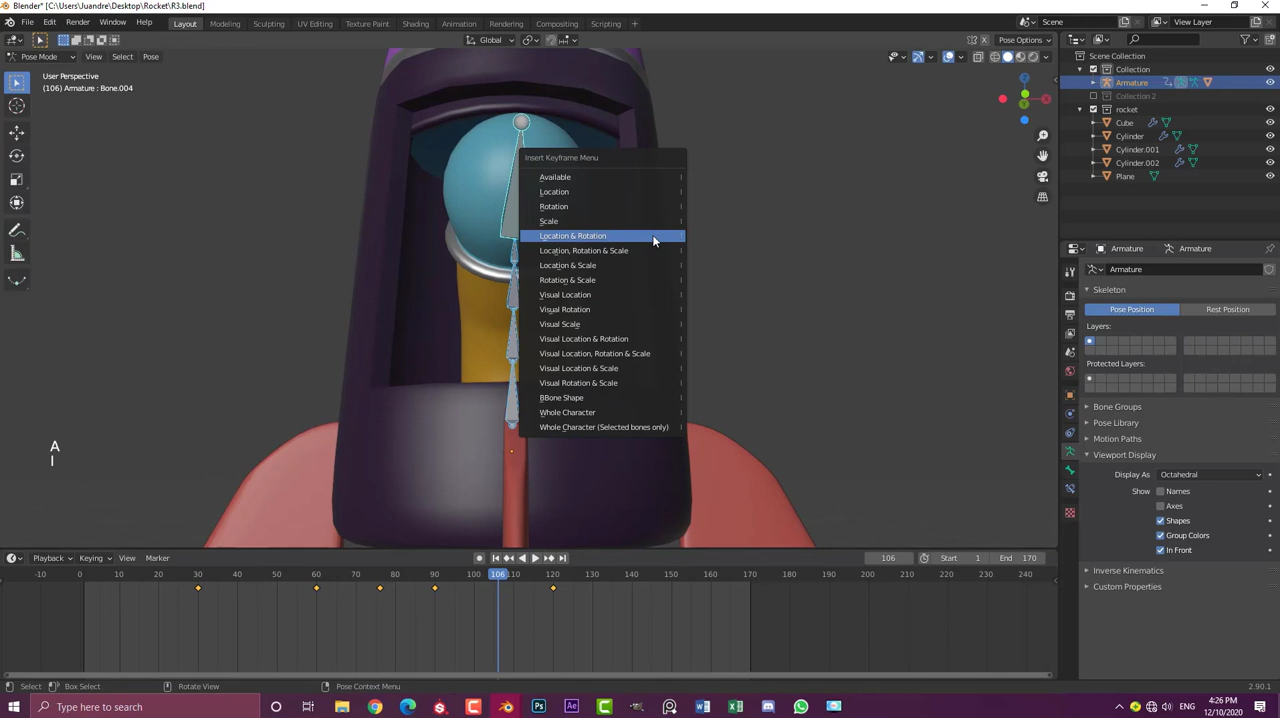 Blender* [C:\Users\Juandre\Desktop\Rocket\R3.blend]
File Edit Render Window Help
Layout Modeling Sculpting UV Editing Texture Paint Shading Animation Rendering Compositing Scripting +
Scene
View Layer
Global
Pose Options
Pose Mode
View Select Pose
User Perspective
(106) Armature : Bone.004
Scene Collection
Collection
Armature
Collection 2
rocket
Cube
Cylinder
Cylinder.001
Cylinder.002
Plane
Insert Keyframe Menu
Available I
Location I
Rotation I
Scale I
Location & Rotation I
Location, Rotation & Scale I
Location & Scale I
Rotation & Scale I
Visual Location I
Visual Rotation I
Visual Scale I
Visual Location & Rotation I
Visual Location, Rotation & Scale I
Visual Location & Scale I
Visual Rotation & Scale I
BBone Shape I
Whole Character I
Whole Character (Selected bones only) I
A
I
Armature
Armature
Armature
Skeleton
Pose Position
Rest Position
Layers:
Protected Layers:
Bone Groups
Pose Library
Motion Paths
Viewport Display
Display As Octahedral
Show Names
Axes
Shapes
Group Colors
In Front
Inverse Kinematics
Custom Properties
Playback Keying View Marker
106
Start 1
End 170
-10 0 10 20 30 40 50 60 70 80 90 100 106 110 120 130 140 150 160 170 180 190 200 210 220 230 240
Select
Box Select
Rotate View
Pose Context Menu
2.90.1
Type here to search
4:26 PM
12/10/2020